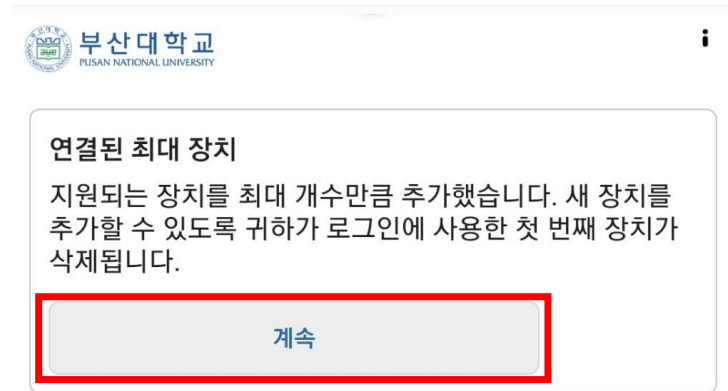 부산대학교
PUSAN NATIONAL UNIVERSITY
연결된 최대 장치
지원되는 장치를 최대 개수만큼 추가했습니다. 새 장치를
추가할 수 있도록 귀하가 로그인에 사용한 첫 번째 장치가
삭제됩니다.
계속